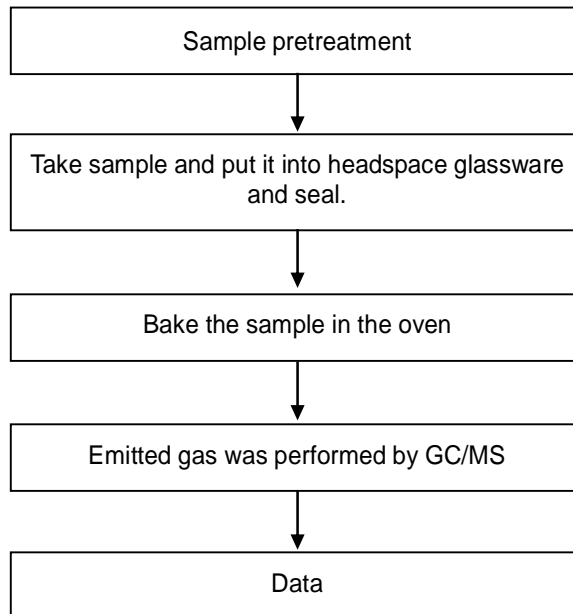 Sample pretreatment
Take sample and put it into headspace glassware
and seal.
Bake the sample in the oven
Emitted gas was performed by GC/MS
Data